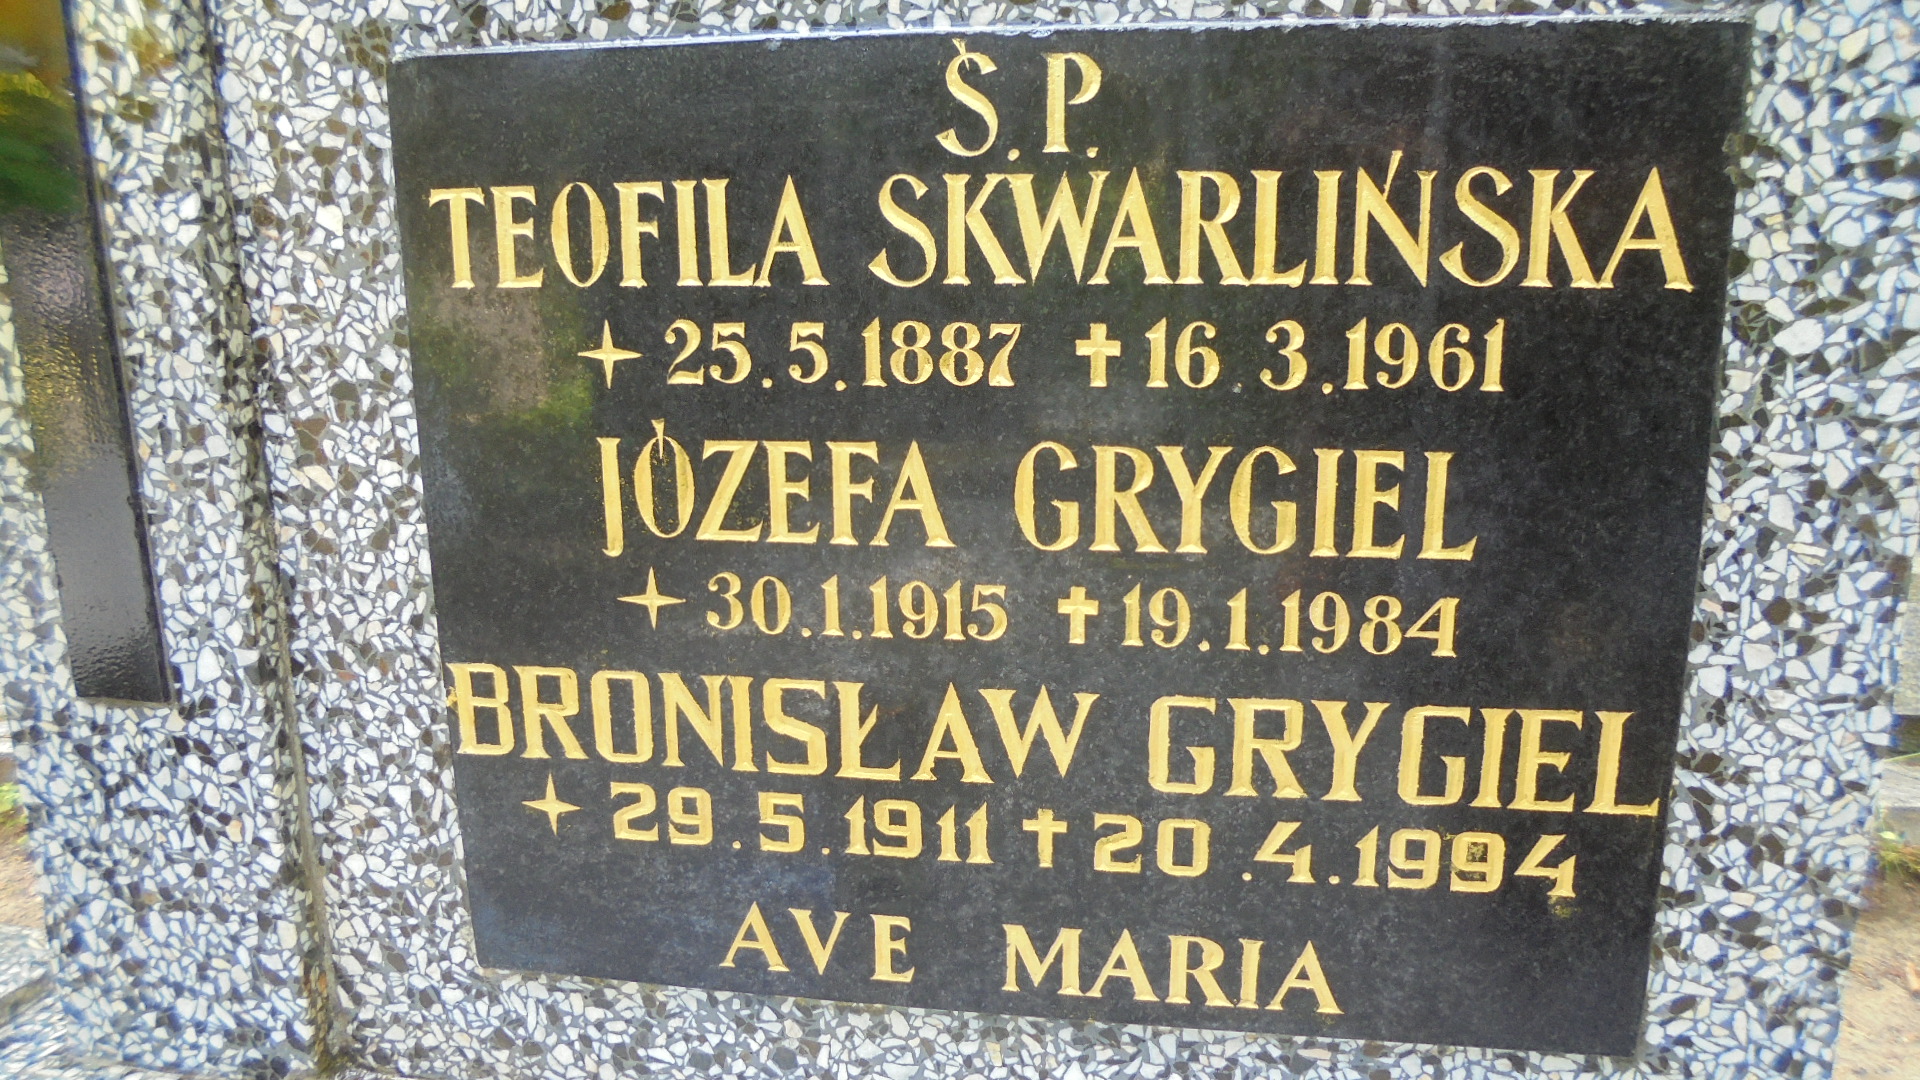 Ś.P.
TEOFILA SKWARLIŃSKA
✦ 25.5.1887 ✝ 16.3.1961
JÓZEFA GRYGIEL
✦ 30.1.1915 ✝ 19.1.1984
BRONISŁAW GRYGIEL
✦ 29.5.1911 ✝ 20.4.1994
AVE MARIA